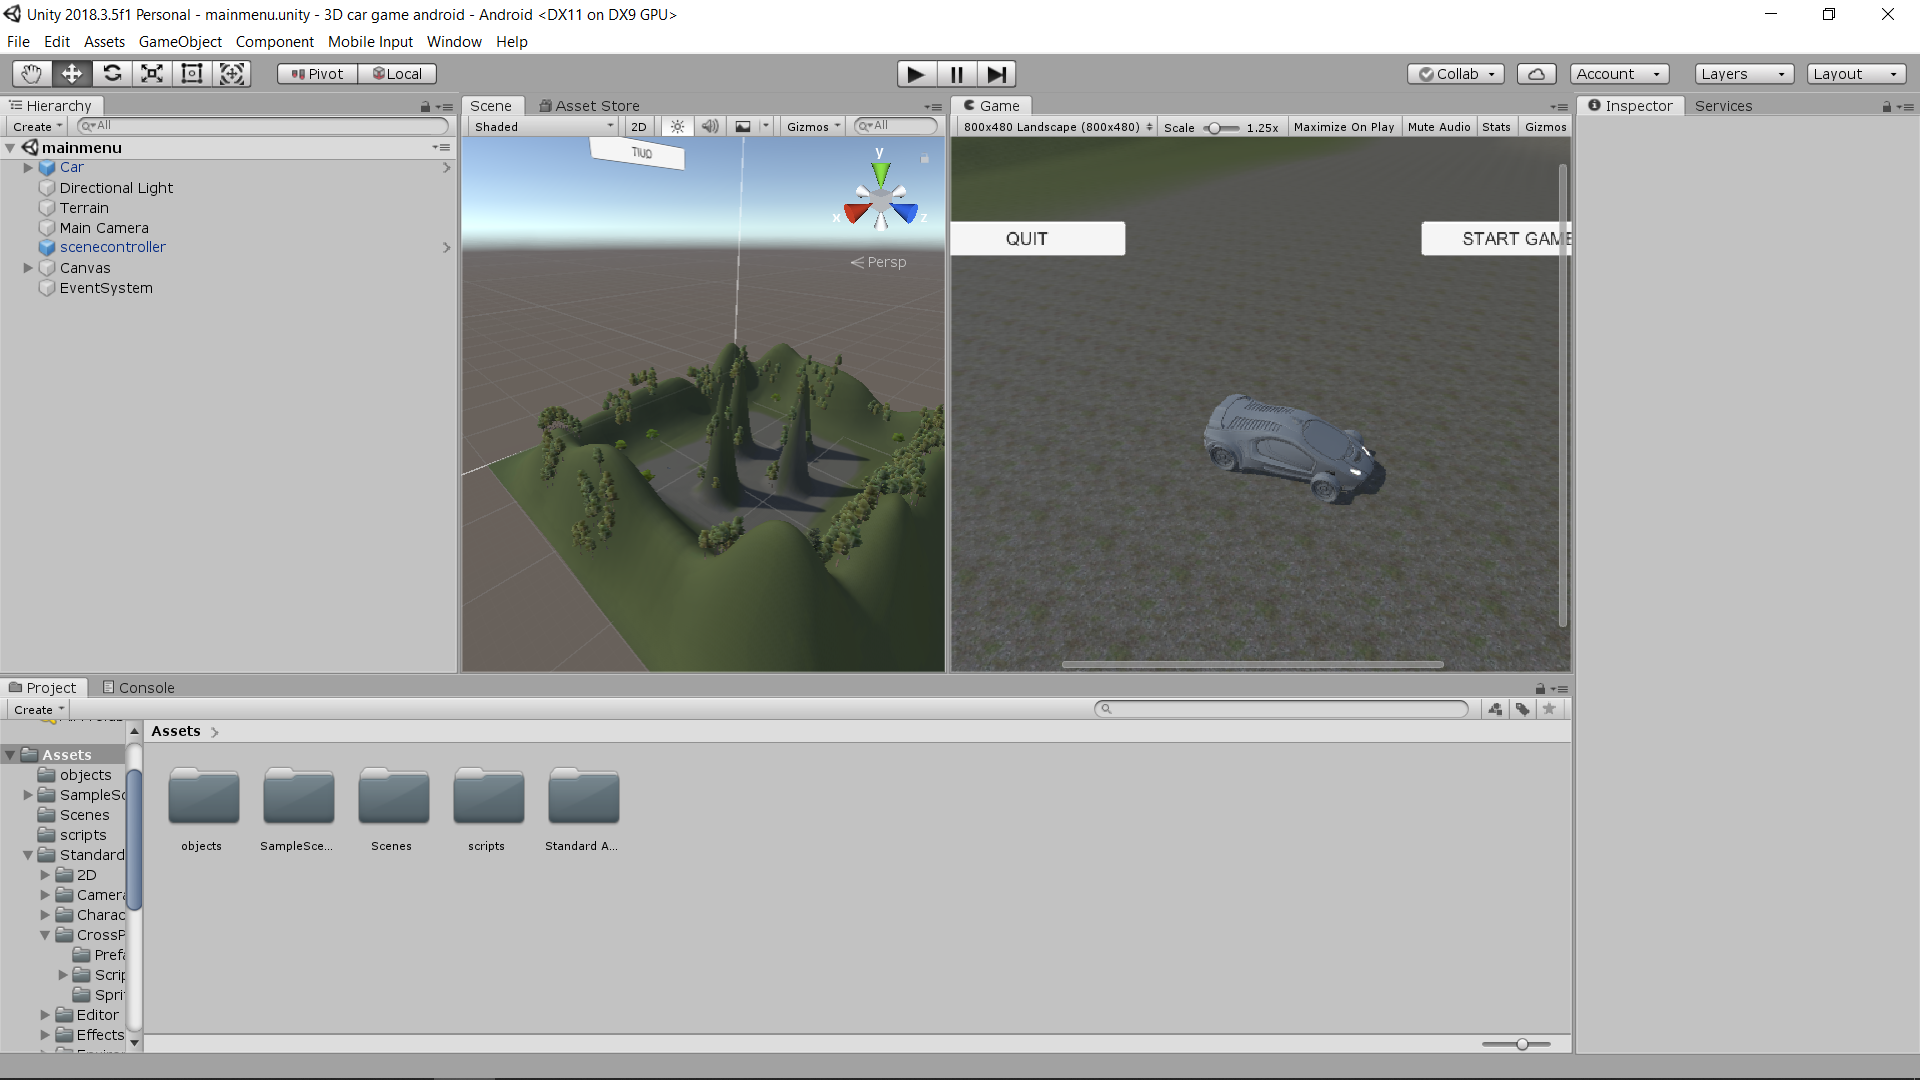 Unity 2018.3.5f1 Personal - mainmenu.unity - 3D car game android - Android <DX11 on DX9 GPU>
File Edit Assets GameObject Component Mobile Input Window Help
Pivot Local Collab Account Layers Layout
Hierarchy
Create All
mainmenu
Car
Directional Light
Terrain
Main Camera
scenecontroller
Canvas
EventSystem
Scene Asset Store
Shaded 2D Gizmos All
QUIT
y
x z
Persp
Game
800x480 Landscape (800x480) Scale 1.25x Maximize On Play Mute Audio Stats Gizmos
QUIT START GAME
Inspector Services
Project Console
Create
Assets
objects
SampleSc
Scenes
scripts
Standard
2D
Camera
Charac
CrossP
Prefa
Scrip
Sprit
Editor
Effects
Assets
objects SampleSce... Scenes scripts Standard A...